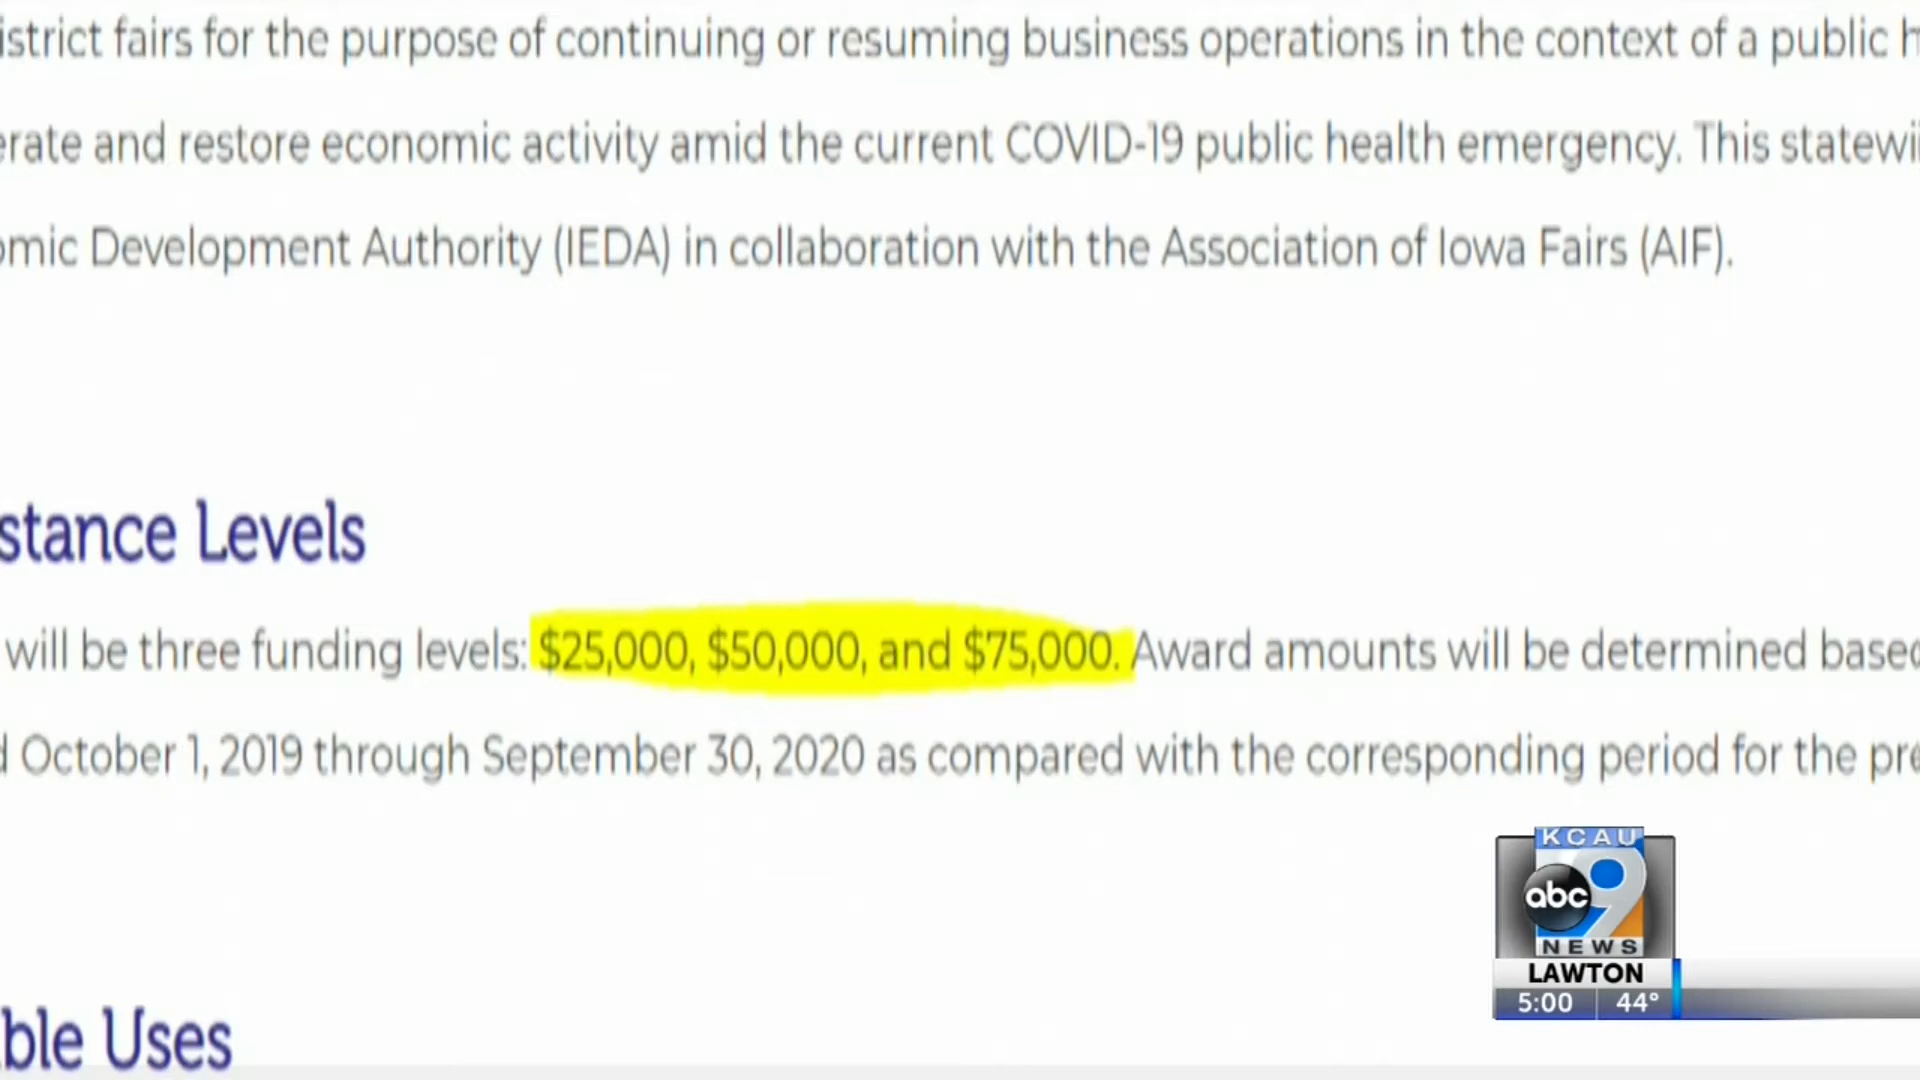 istrict fairs for the purpose of continuing or resuming business operations in the context of a public h
erate and restore economic activity amid the current COVID-19 public health emergency. This statewi
omic Development Authority (IEDA) in collaboration with the Association of Iowa Fairs (AIF).
stance Levels
will be three funding levels: $25,000, $50,000, and $75,000. Award amounts will be determined based
d October 1, 2019 through September 30, 2020 as compared with the corresponding period for the pre
ble Uses
KCAU
abc 9
NEWS
LAWTON
5:00 44°